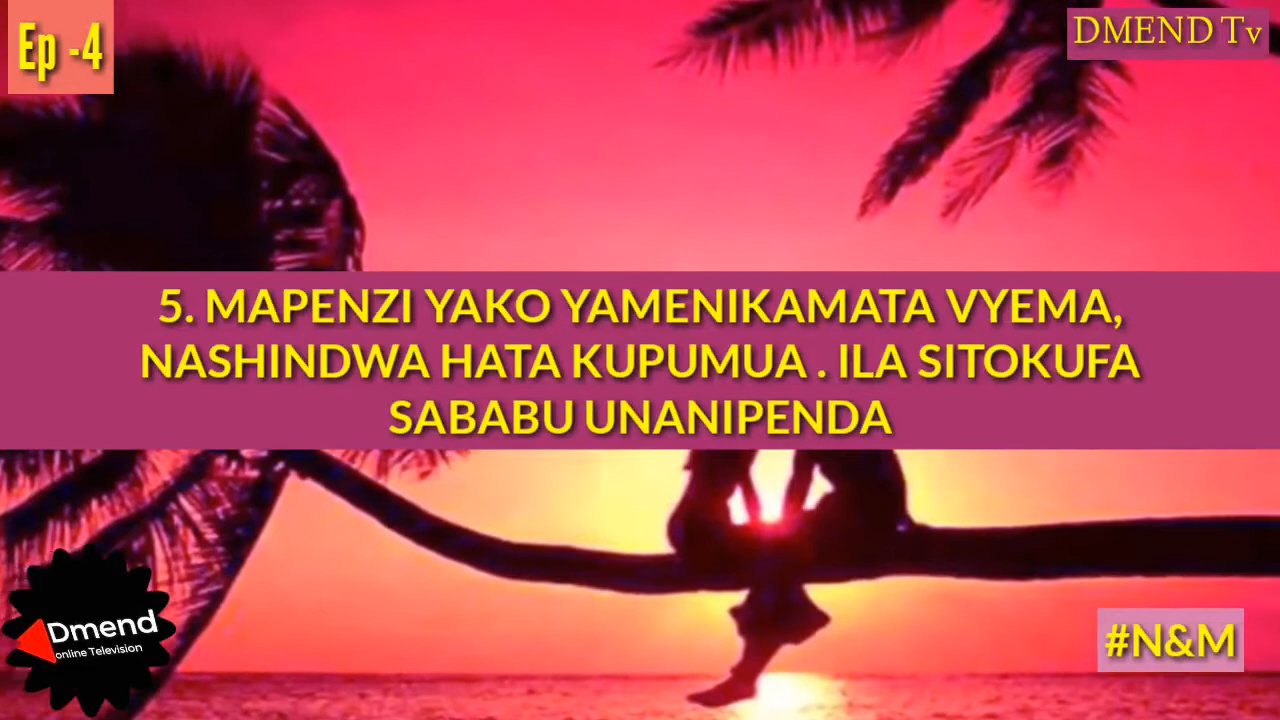 Ep -4
DMEND Tv
5. MAPENZI YAKO YAMENIKAMATA VYEMA,
NASHINDWA HATA KUPUMUA . ILA SITOKUFA
SABABU UNANIPENDA
Dmend
online Television
#N&M